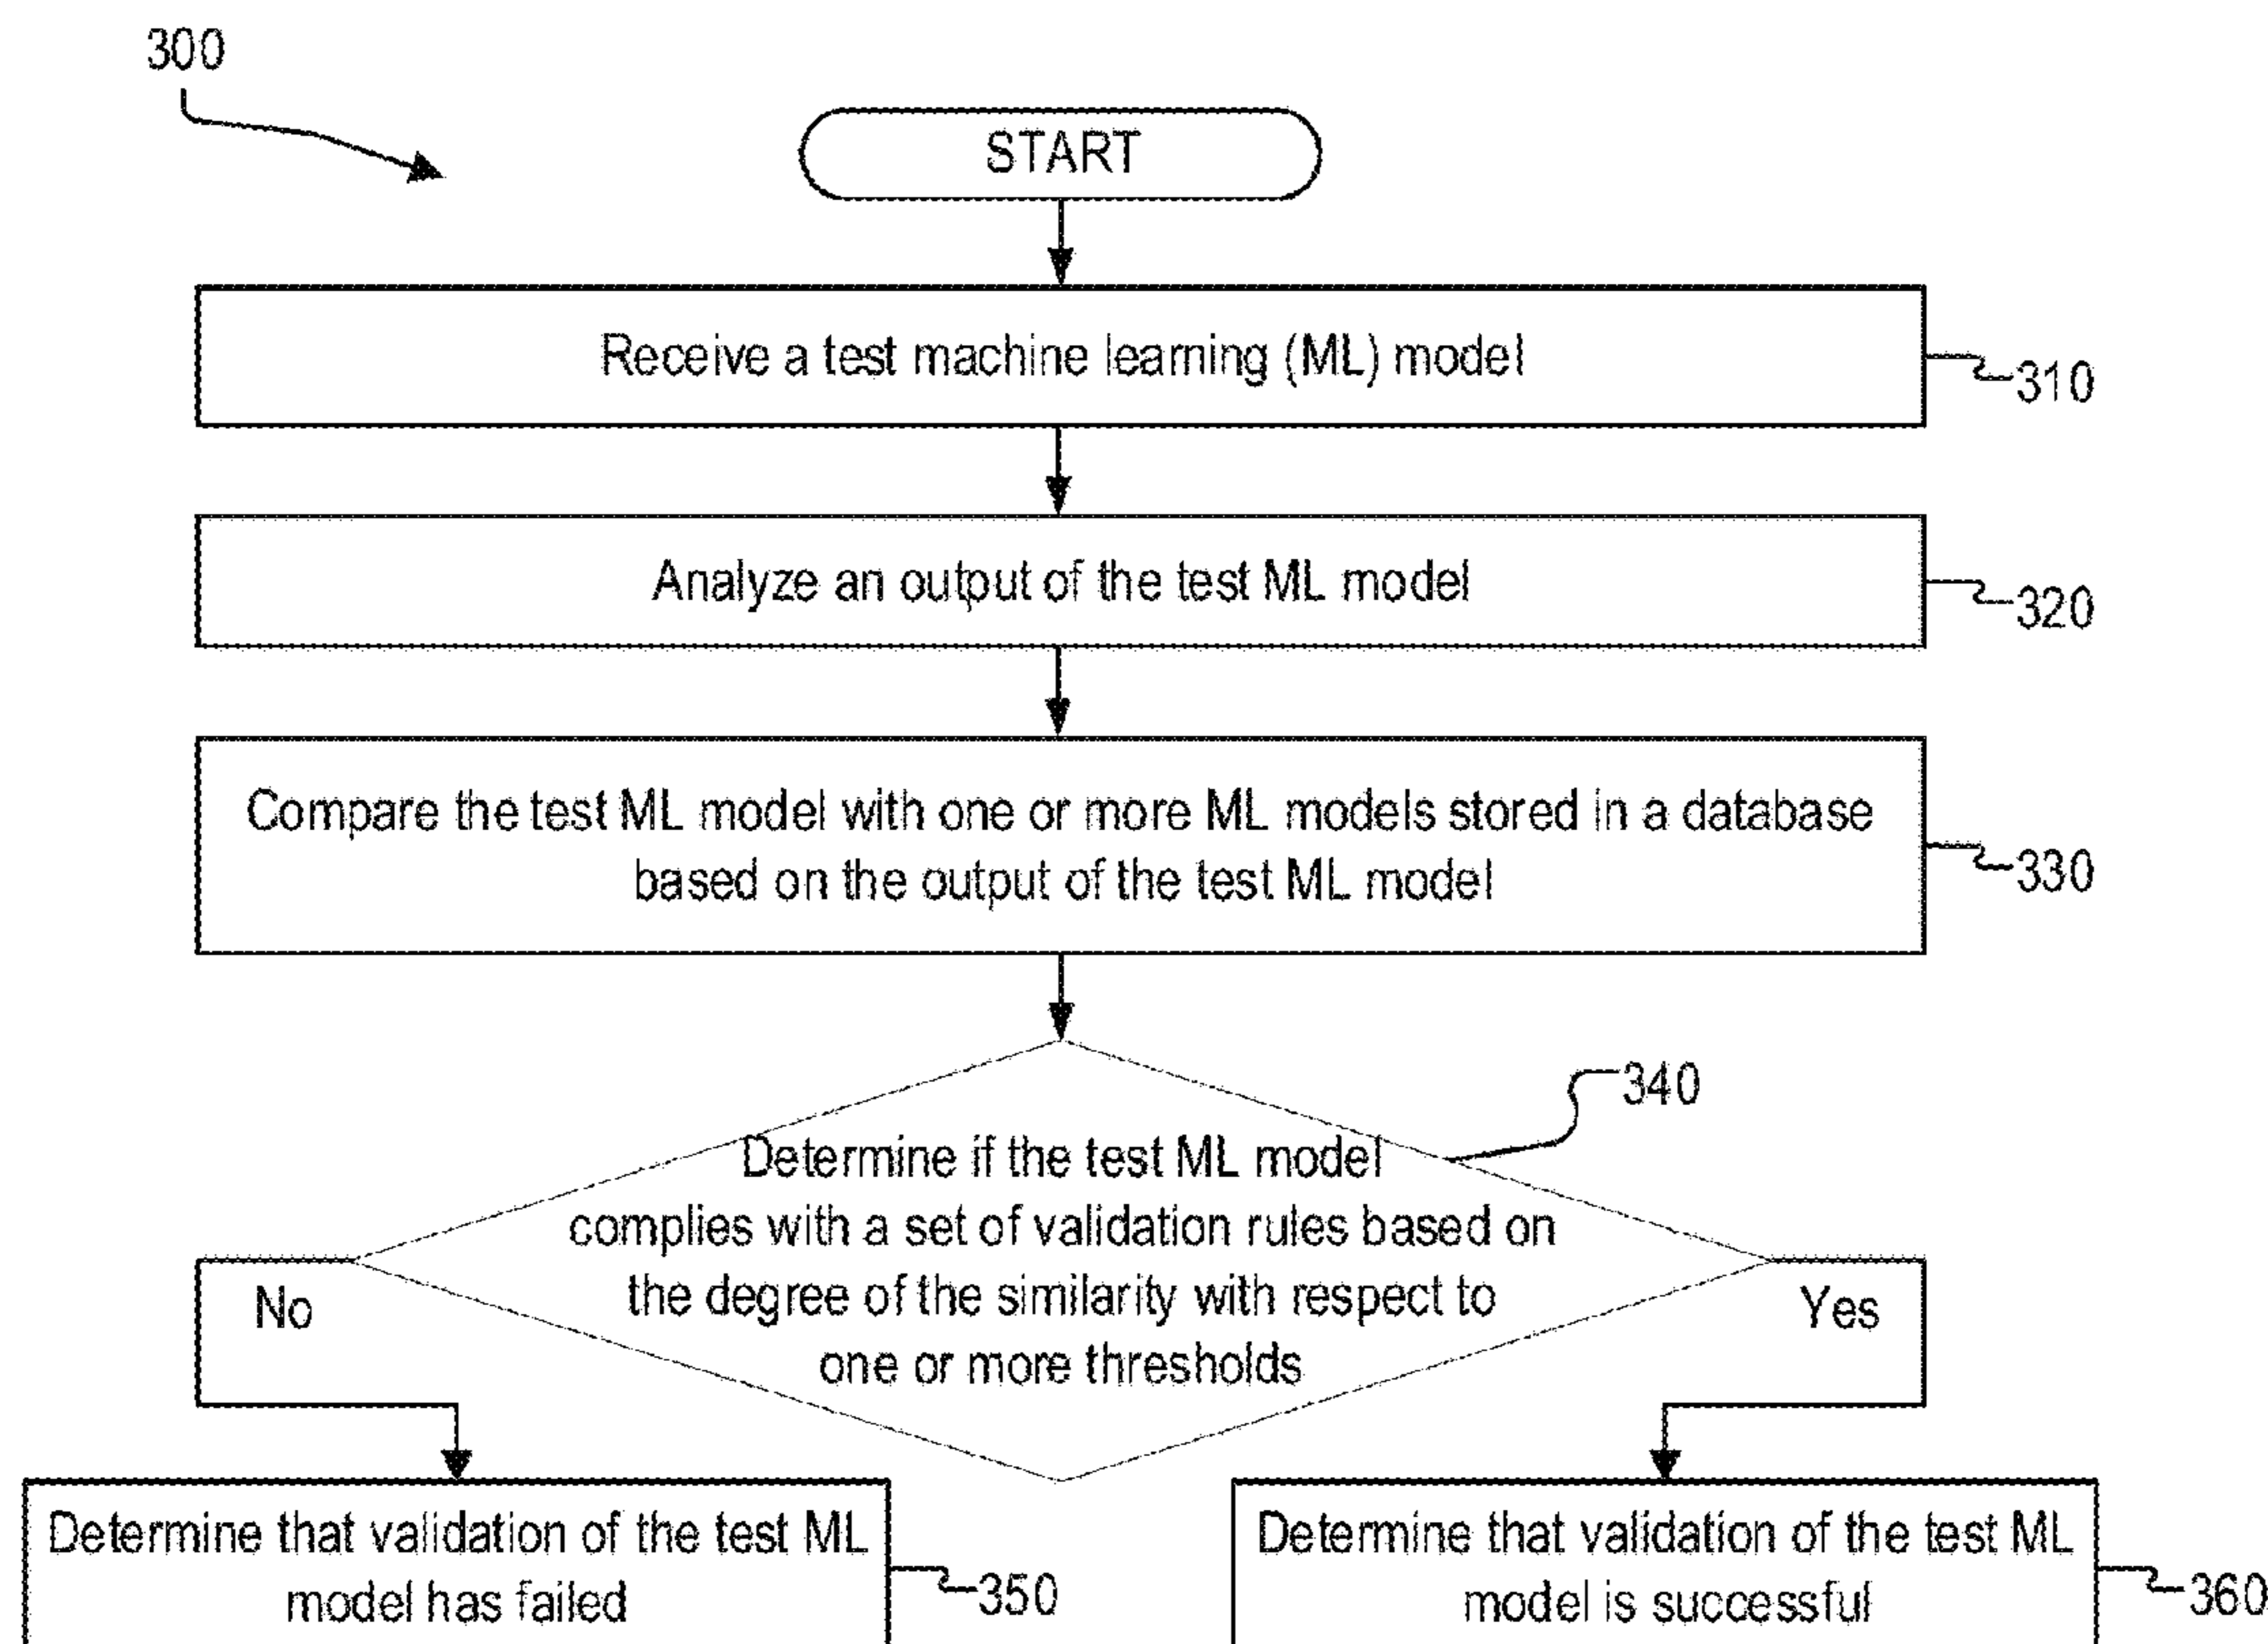 300
START
Receive a test machine learning (ML) model
310
Analyze an output of the test ML model
320
Compare the test ML model with one or more ML models stored in a database
based on the output of the test ML model
330
340
Determine if the test ML model
complies with a set of validation rules based on
the degree of the similarity with respect to
one or more thresholds
No
Yes
Determine that validation of the test ML
model has failed
350
Determine that validation of the test ML
model is successful
360